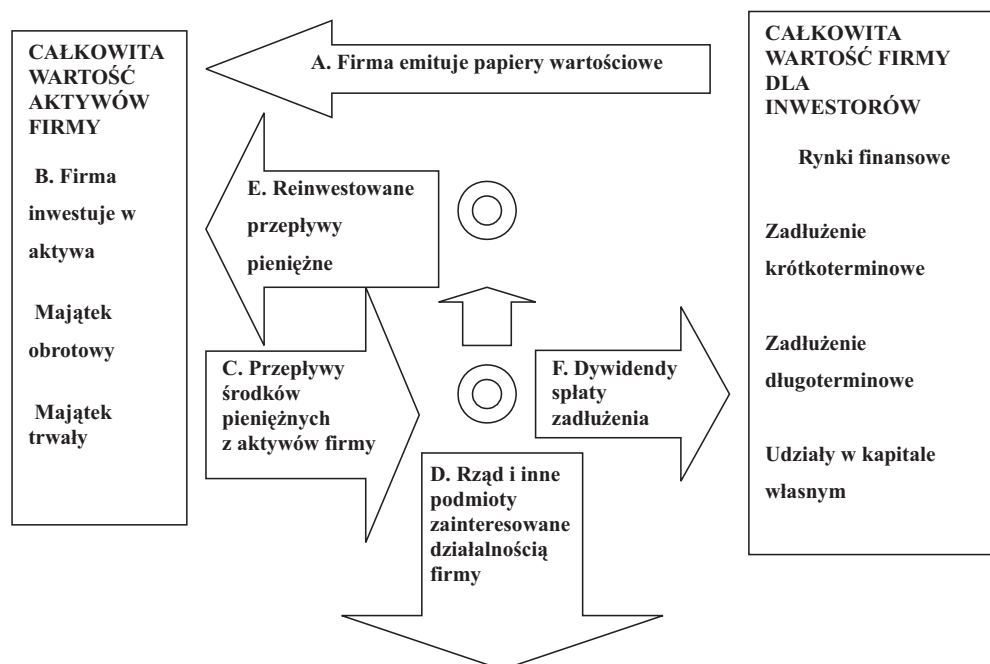 CAŁKOWITA
WARTOŚĆ
AKTYWÓW
FIRMY
B. Firma
inwestuje w
aktywa
Majątek
obrotowy
Majątek
trwały
A. Firma emituje papiery wartościowe
E. Reinwestowane
przepływy
pieniężne
C. Przepływy
środków
pieniężnych
z aktywów firmy
F. Dywidendy
spłaty
zadłużenia
D. Rząd i inne
podmioty
zainteresowane
działalnością
firmy
CAŁKOWITA
WARTOŚĆ FIRMY
DLA
INWESTORÓW
Rynki finansowe
Zadłużenie
krótkoterminowe
Zadłużenie
długoterminowe
Udziały w kapitale
własnym